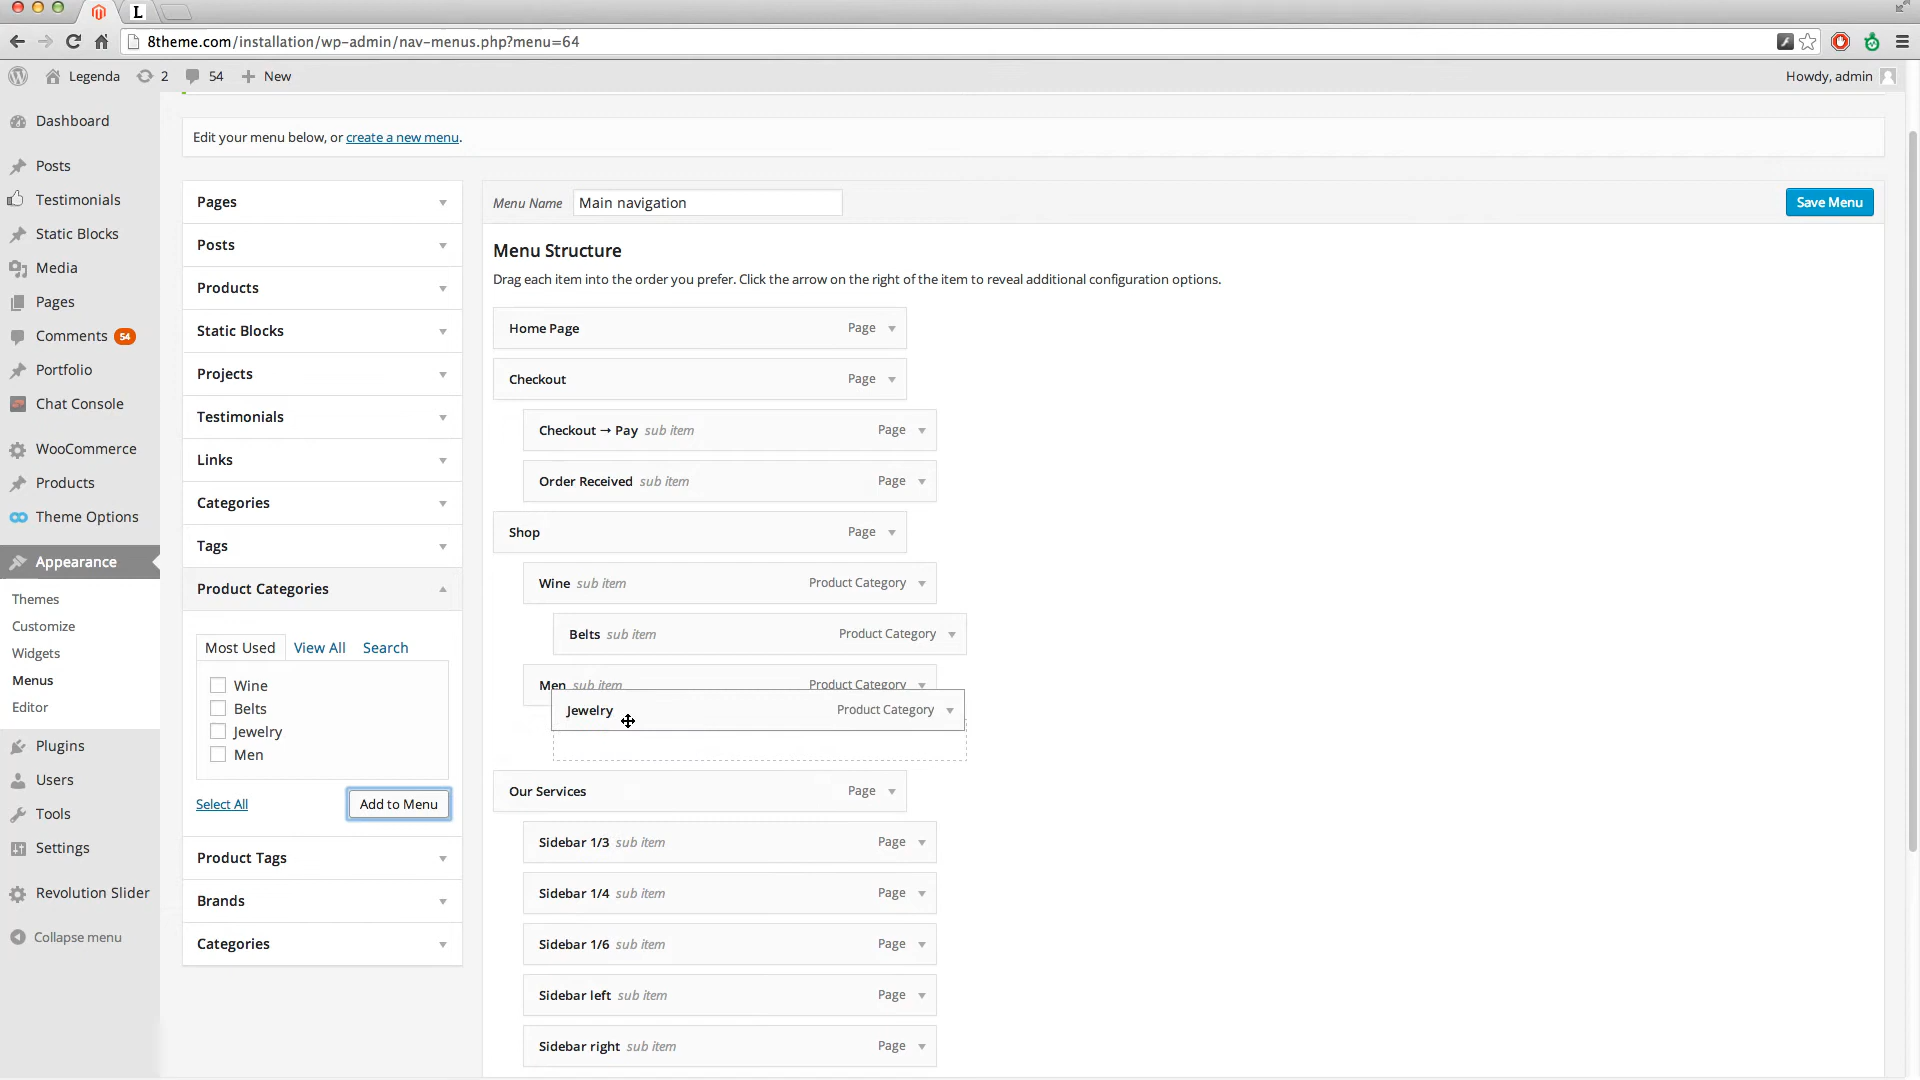 L
8theme.com/installation/wp-admin/nav-menus.php?menu=64
Legenda 2 54 New Howdy, admin
Dashboard
Posts
Testimonials
Static Blocks
Media
Pages
Comments 54
Portfolio
Chat Console
WooCommerce
Products
Theme Options
Appearance
Themes
Customize
Widgets
Menus
Editor
Plugins
Users
Tools
Settings
Revolution Slider
Collapse menu
Edit your menu below, or create a new menu.
Pages
Posts
Products
Static Blocks
Projects
Testimonials
Links
Categories
Tags
Product Categories
Most Used View All Search
Wine
Belts
Jewelry
Men
Select All Add to Menu
Product Tags
Brands
Categories
Menu Name Main navigation Save Menu
Menu Structure
Drag each item into the order you prefer. Click the arrow on the right of the item to reveal additional configuration options.
Home Page Page
Checkout Page
Checkout → Pay sub item Page
Order Received sub item Page
Shop Page
Wine sub item Product Category
Belts sub item Product Category
Men sub item Product Category
Jewelry Product Category
Our Services Page
Sidebar 1/3 sub item Page
Sidebar 1/4 sub item Page
Sidebar 1/6 sub item Page
Sidebar left sub item Page
Sidebar right sub item Page